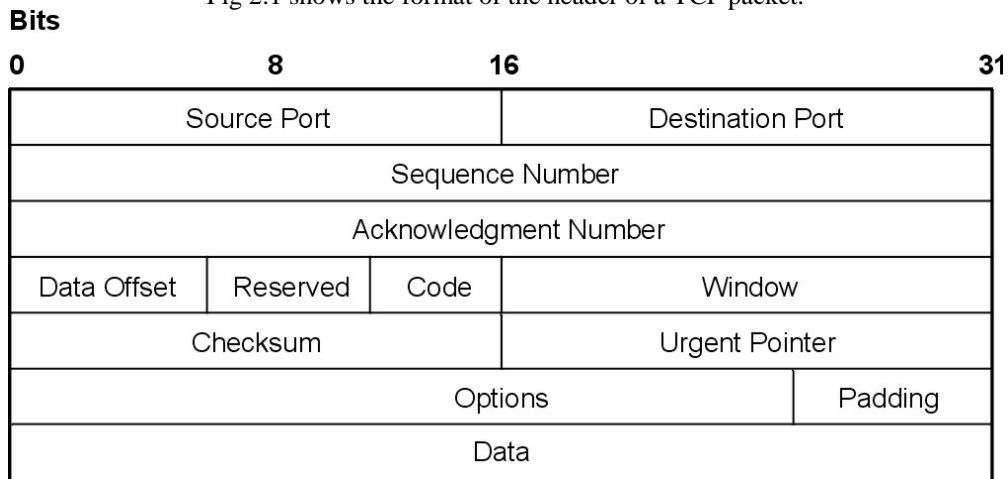 Fig 2.1 shows the format of the header of a TCP packet.
Bits
0 8 16 31
Source Port Destination Port
Sequence Number
Acknowledgment Number
Data Offset Reserved Code Window
Checksum Urgent Pointer
Options Padding
Data